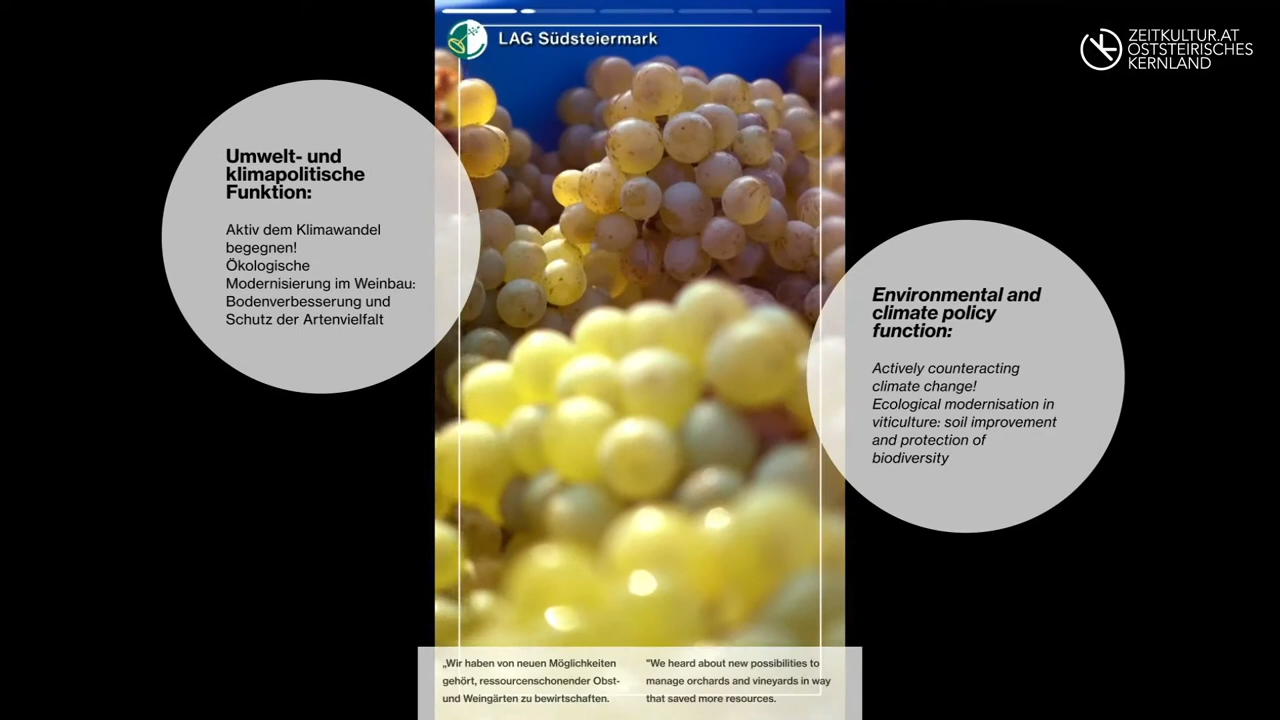 LAG Südsteiermark
ZEITKULTUR.AT
OSTSTEIRISCHES
KERNLAND
Umwelt- und
klimapolitische
Funktion:
Aktiv dem Klimawandel
begegnen!
Ökologische
Modernisierung im Weinbau:
Bodenverbesserung und
Schutz der Artenvielfalt
Environmental and
climate policy
function:
Actively counteracting
climate change!
Ecological modernisation in
viticulture: soil improvement
and protection of
biodiversity
„Wir haben von neuen Möglichkeiten
gehört, ressourcenschonender Obst-
und Weingärten zu bewirtschaften.
"We heard about new possibilities to
manage orchards and vineyards in way
that saved more resources.